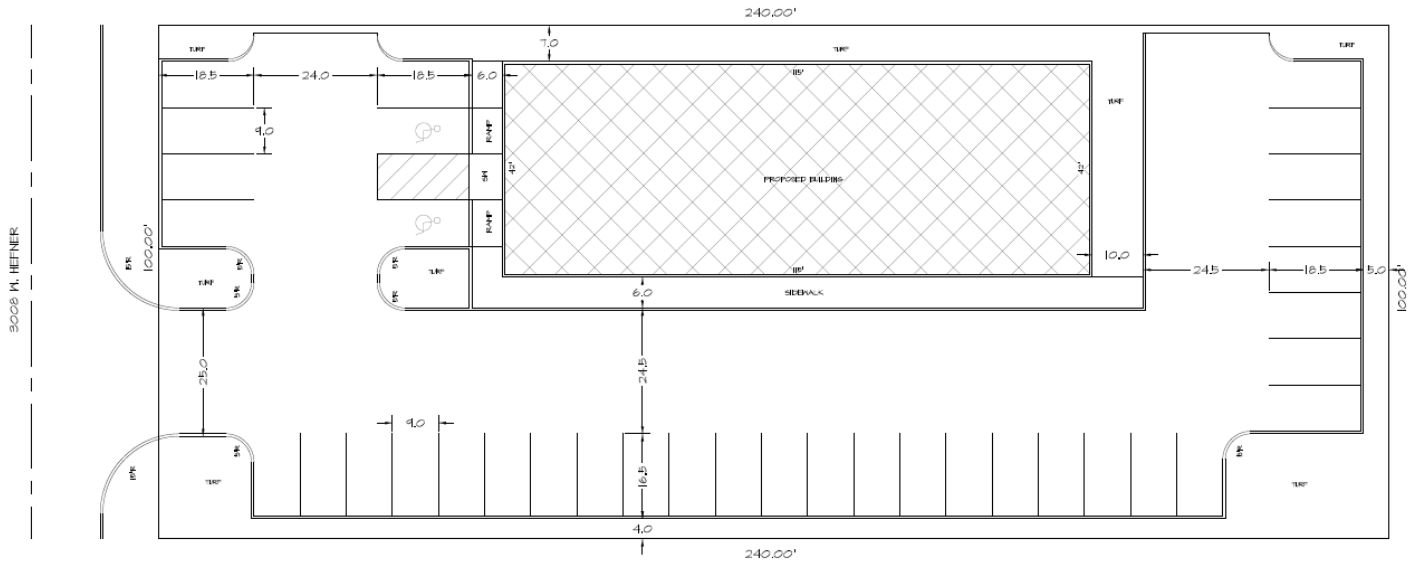 240.00'
TURF
7.0
TURF
TURF
18.5
24.0
18.5
6.0
115'
TURF
9.0
RAMP
42'
PROPOSED BUILDING
42'
SW
RAMP
3008 W. HEFNER
100.00'
TURF
TURF
115'
10.0
24.5
18.5
5.0
100.00'
6.0
SIDEWALK
25.0
24.5
9.0
16.5
TURF
TURF
4.0
240.00'